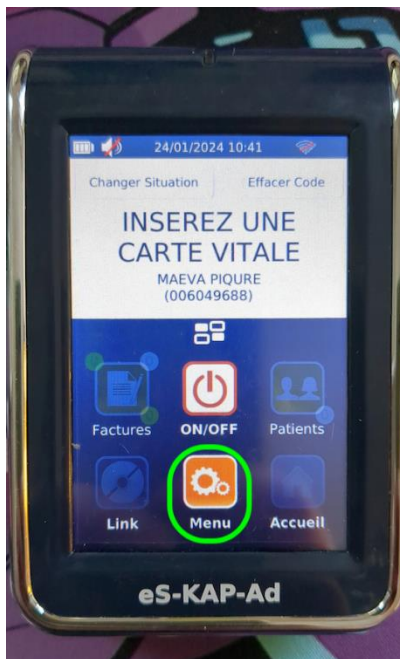 24/01/2024 10:41
Changer Situation Effacer Code
INSEREZ UNE
CARTE VITALE
MAEVA PIQURE
(006049688)
Factures ON/OFF Patients
Link Menu Accueil
eS-KAP-Ad